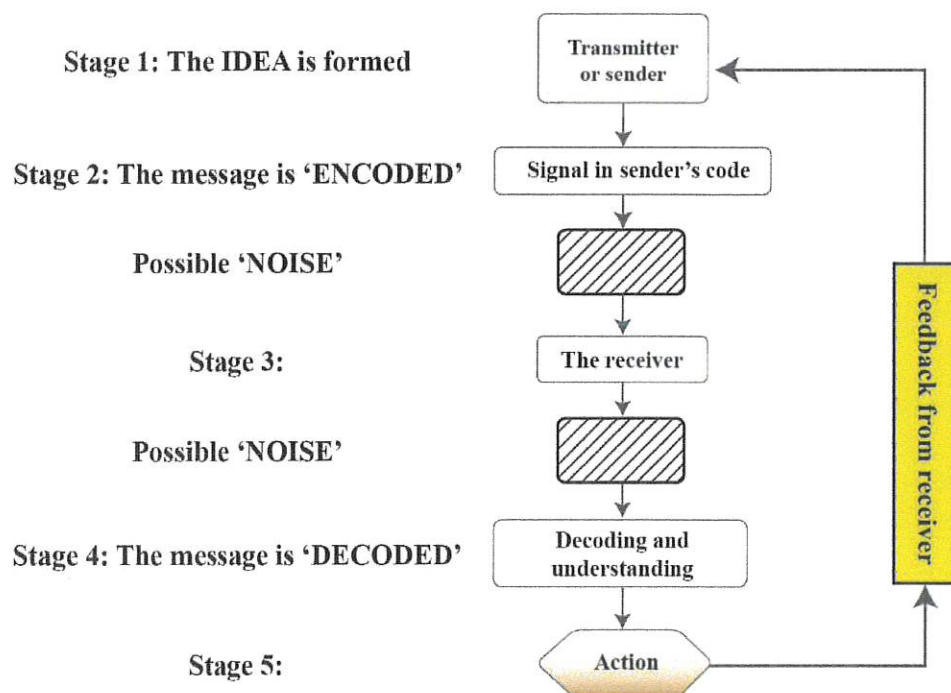 Stage 1: The IDEA is formed
Transmitter
or sender
Stage 2: The message is ‘ENCODED’
Signal in sender’s code
Possible ‘NOISE’
Stage 3:
The receiver
Possible ‘NOISE’
Stage 4: The message is ‘DECODED’
Decoding and
understanding
Stage 5:
Action
Feedback from receiver